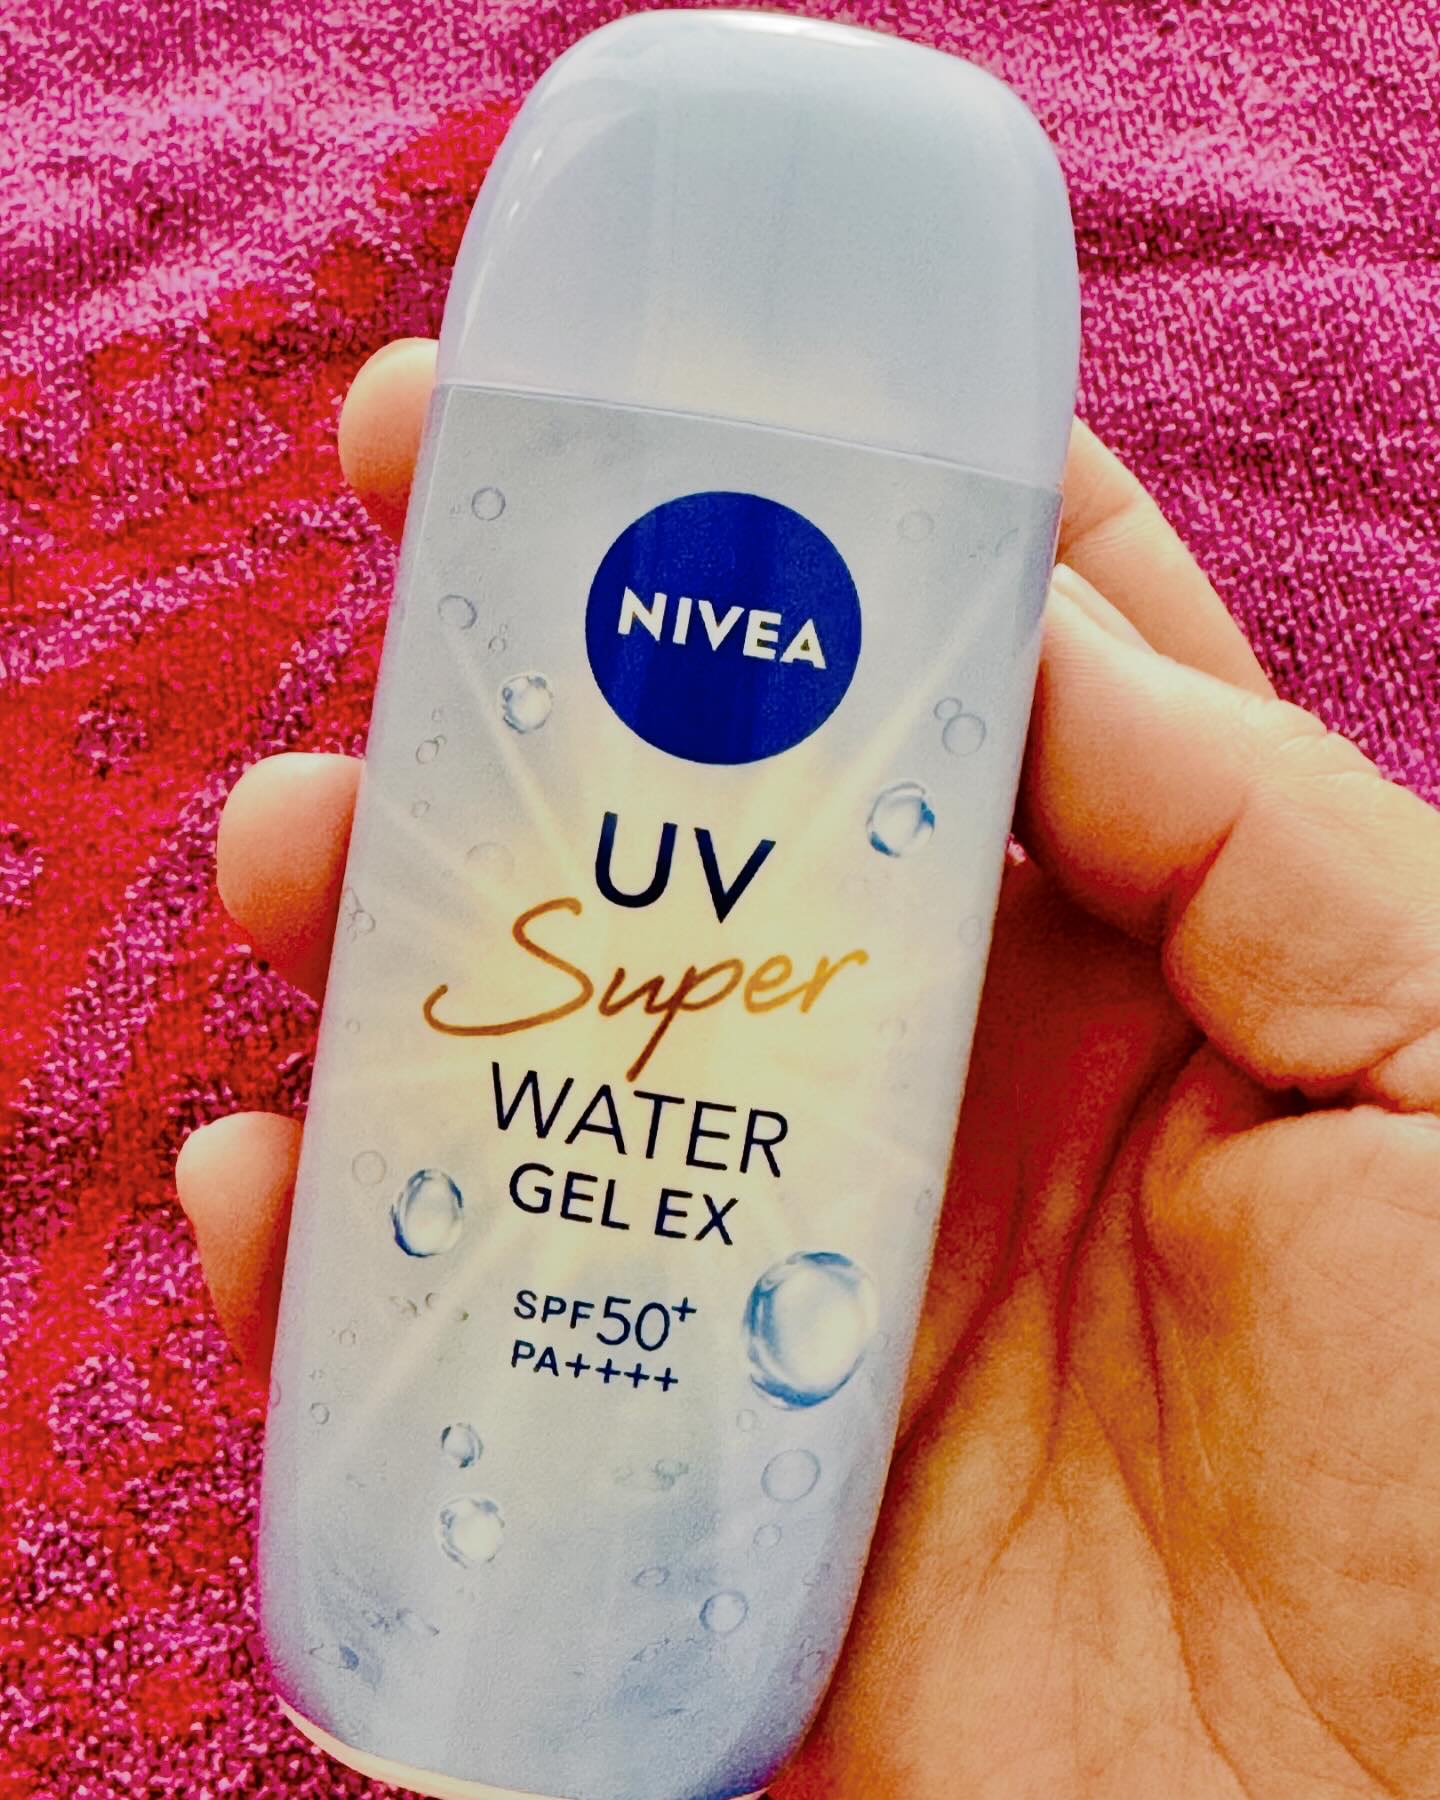 NIVEA
UV
Super
WATER
GEL EX
SPF50+
PA++++